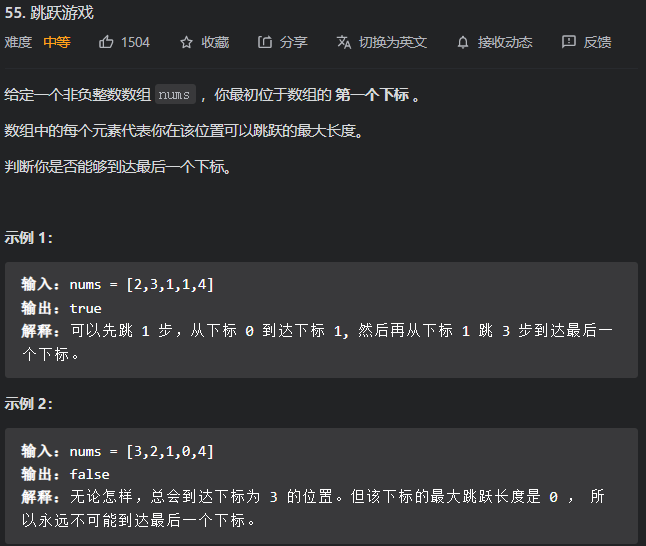 55. 跳跃游戏
难度 中等 1504 收藏 分享 切换为英文 接收动态 反馈
给定一个非负整数数组 nums ，你最初位于数组的 第一个下标 。
数组中的每个元素代表你在该位置可以跳跃的最大长度。
判断你是否能够到达最后一个下标。
示例 1：
输入：nums = [2,3,1,1,4]
输出：true
解释：可以先跳 1 步，从下标 0 到达下标 1, 然后再从下标 1 跳 3 步到达最后一
个下标。
示例 2：
输入：nums = [3,2,1,0,4]
输出：false
解释：无论怎样，总会到达下标为 3 的位置。但该下标的最大跳跃长度是 0 ， 所
以永远不可能到达最后一个下标。